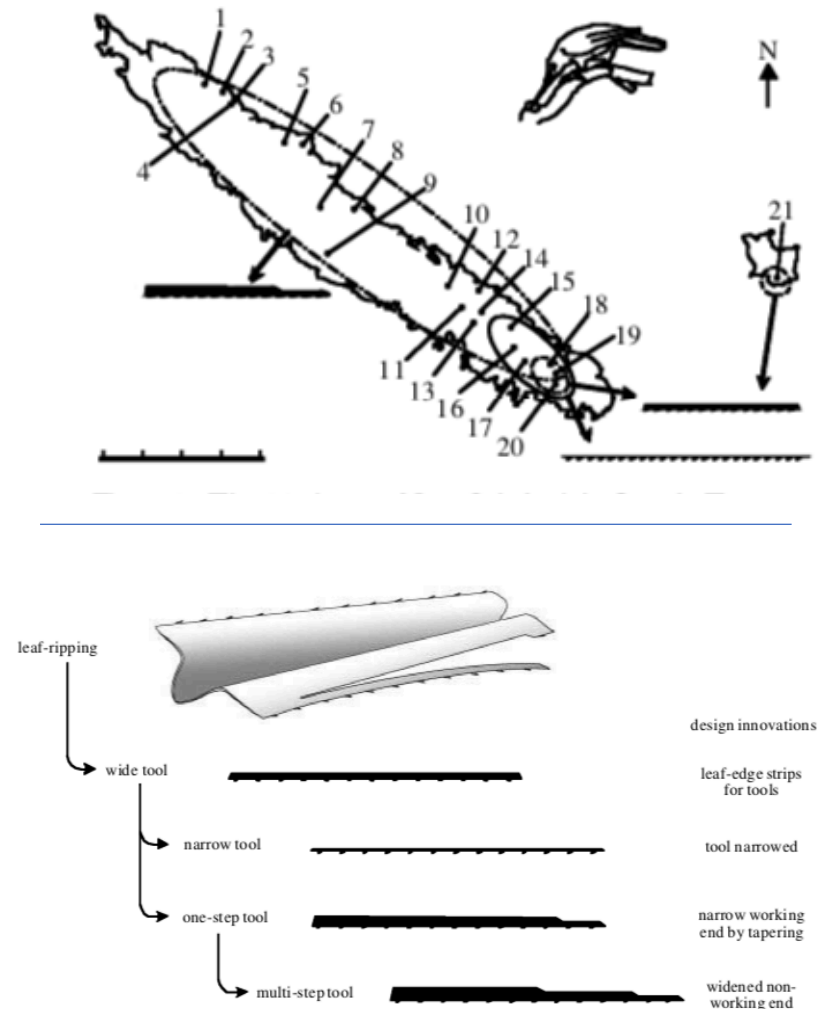 1
2
3
N
5
6
7
4
8
9
21
10
12
14
15
18
19
11
13
16
17
20
leaf-ripping
design innovations
wide tool
leaf-edge strips
for tools
narrow tool
tool narrowed
one-step tool
narrow working
end by tapering
multi-step tool
widened non-
working end